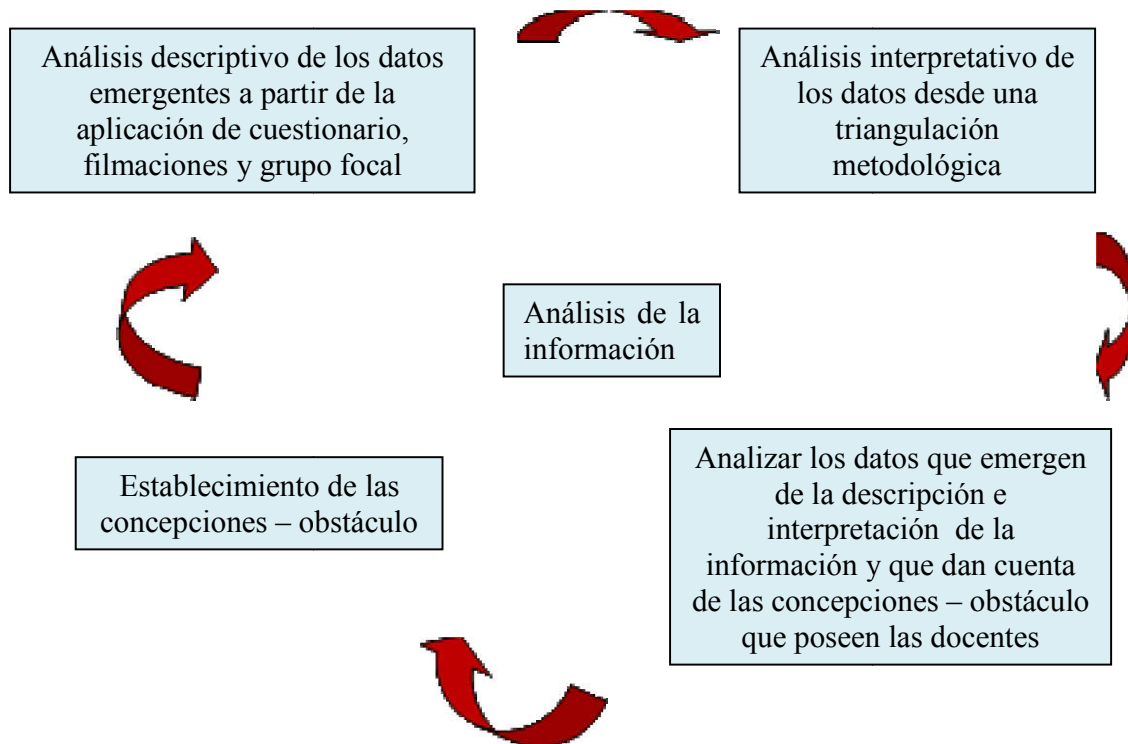 Análisis descriptivo de los datos
emergentes a partir de la
aplicación de cuestionario,
filmaciones y grupo focal
Análisis interpretativo de
los datos desde una
triangulación
metodológica
Análisis de la
información
Establecimiento de las
concepciones – obstáculo
Analizar los datos que emergen
de la descripción e
interpretación de la
información y que dan cuenta
de las concepciones – obstáculo
que poseen las docentes